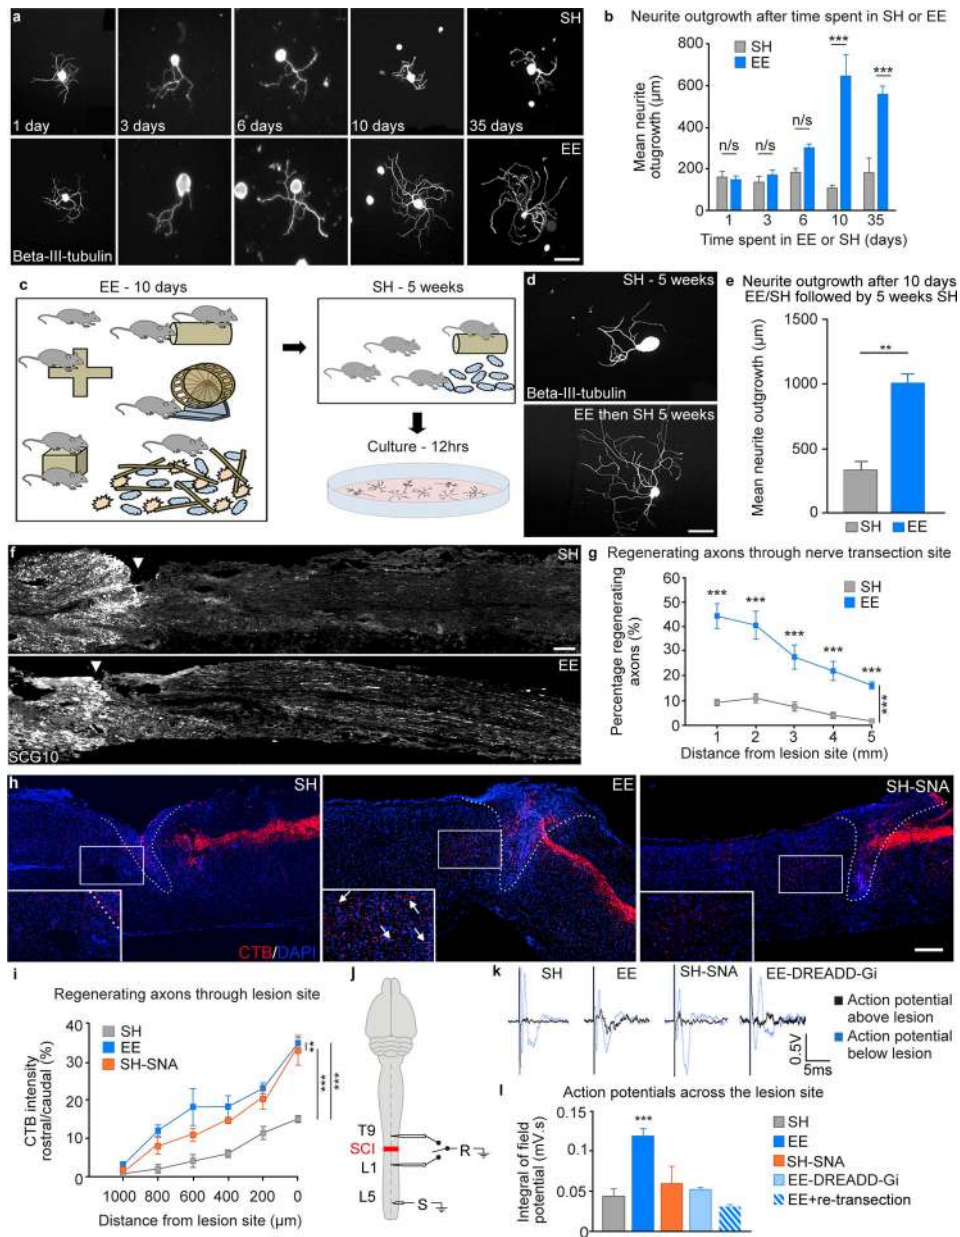 a
SH
1 day
3 days
6 days
10 days
35 days
EE
Beta-III-tubulin
b
Neurite outgrowth after time spent in SH or EE
SH
EE
Mean neurite
otugrowth (µm)
800
600
400
200
0
n/s
n/s
n/s
***
***
1
3
6
10
35
Time spent in EE or SH (days)
c
EE - 10 days
SH - 5 weeks
Culture - 12hrs
d
SH - 5 weeks
Beta-III-tubulin
EE then SH 5 weeks
e
Neurite outgrowth after 10 days
EE/SH followed by 5 weeks SH
Mean neurite outgrowth (µm)
1500
1000
500
0
**
SH
EE
f
SH
EE
SCG10
g
Regenerating axons through nerve transection site
SH
EE
Percentage regenerating
axons (%)
60
50
40
30
20
10
0
***
***
***
***
***
***
1
2
3
4
5
Distance from lesion site (mm)
h
SH
EE
SH-SNA
CTB/DAPI
i
Regenerating axons through lesion site
SH
EE
SH-SNA
CTB intensity
rostral/caudal (%)
40
30
20
10
0
**
***
***
1000
800
600
400
200
0
Distance from lesion site (µm)
j
T9
SCI
L1
L5
R
S
k
SH
EE
SH-SNA
EE-DREADD-Gi
Action potential
above lesion
Action potential
below lesion
0.5V
5ms
l
Action potentials across the lesion site
Integral of field
potential (mV.s)
0.15
0.1
0.05
0
***
SH
EE
SH-SNA
EE-DREADD-Gi
EE+re-transection